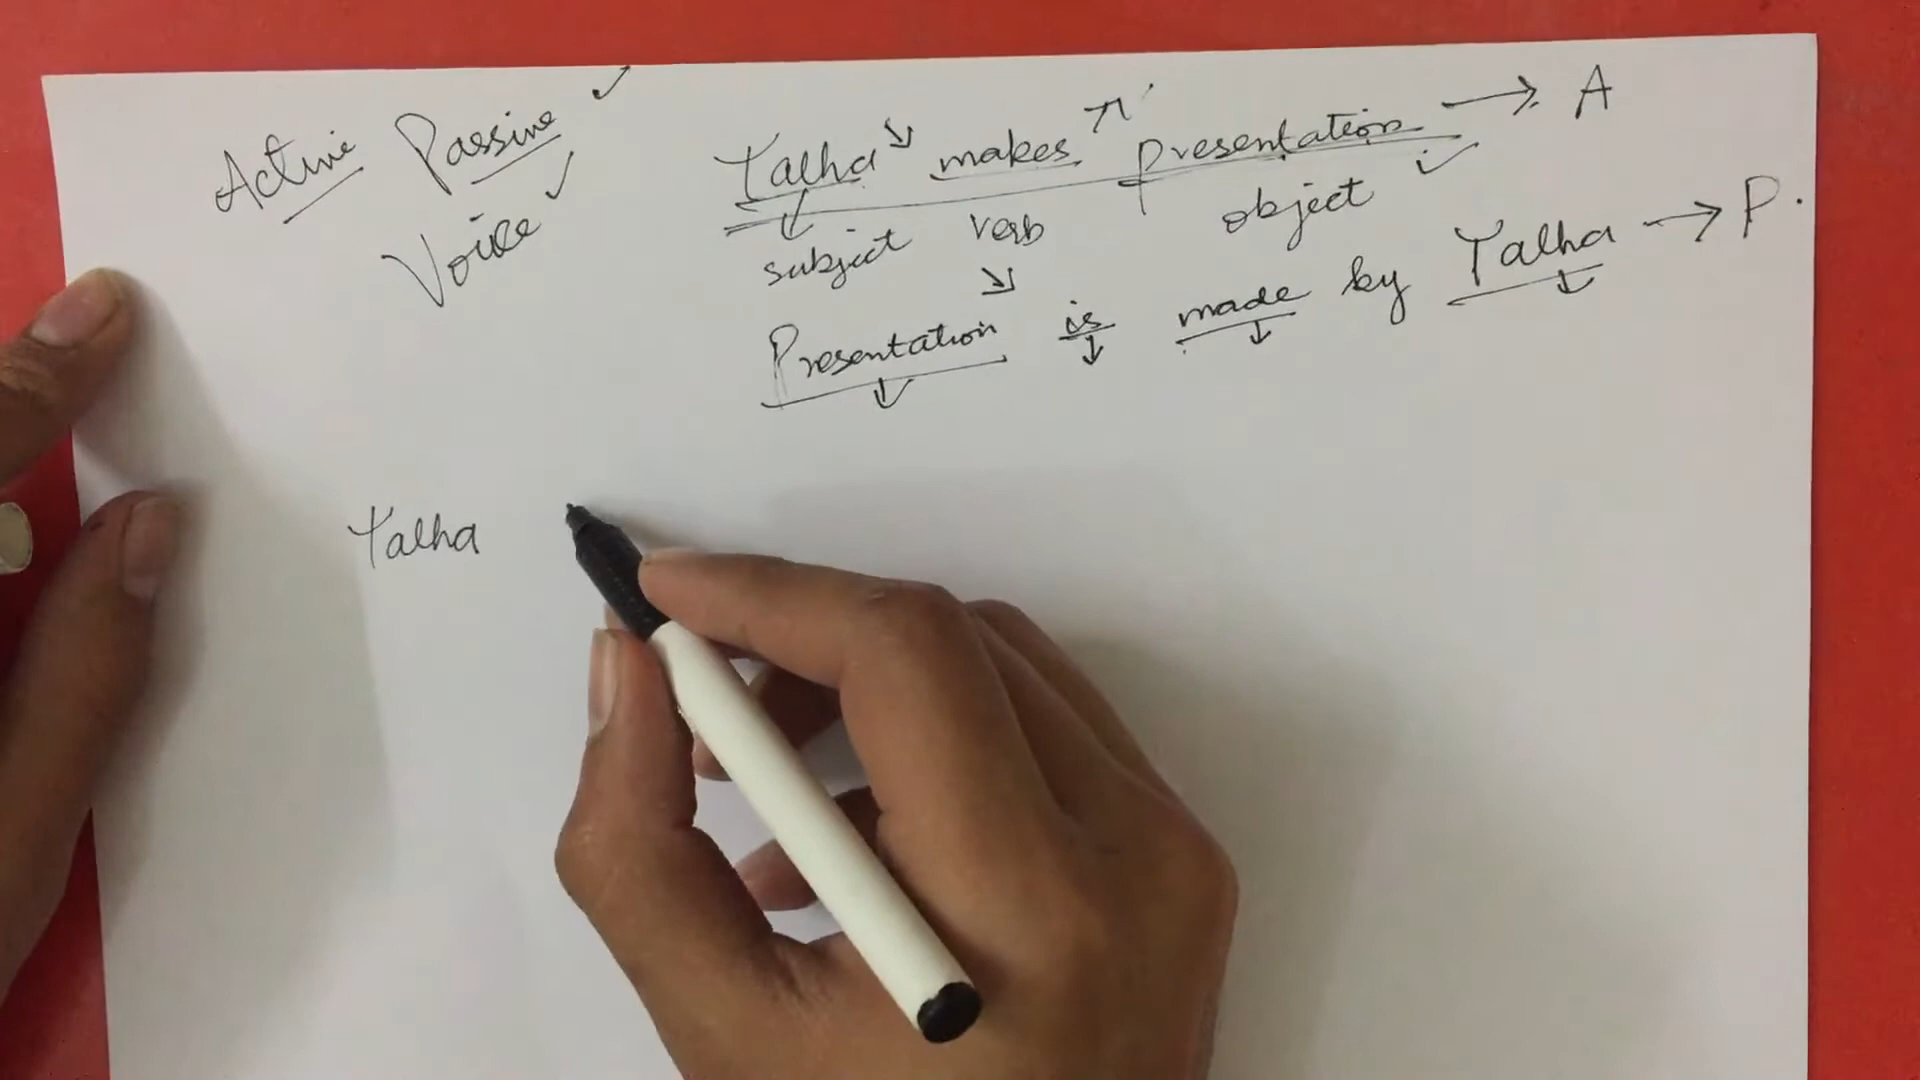 Active Passive
Voice
Talha makes presentation → A
subject verb object
Presentation is made by Talha → P.
Talha